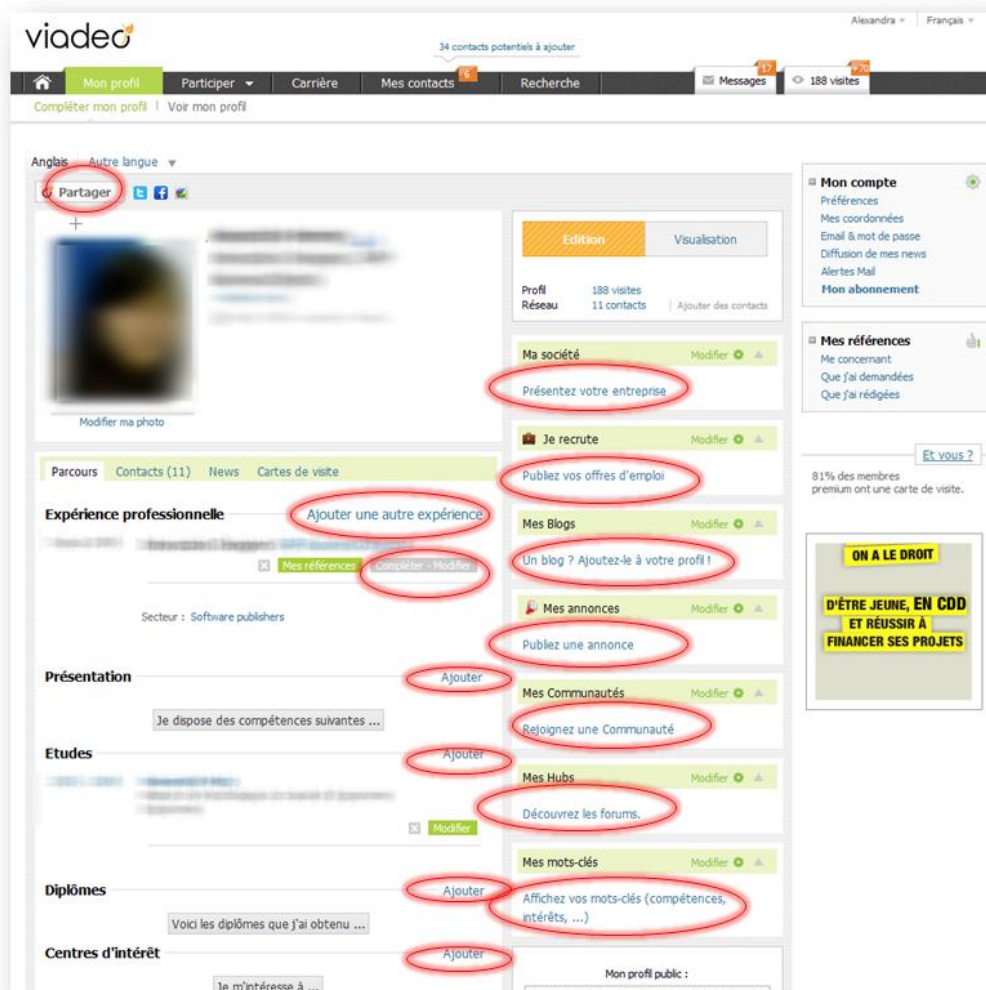 viadeo
Alexandra
Français
34 contacts potentiels à ajouter
Mon profil
Participer
Carrière
Mes contacts
6
Recherche
Messages
17
188 visites
+70
Compléter mon profil | Voir mon profil
Anglais
Autre langue
Partager
Modifier ma photo
Edition
Visualisation
Profil 188 visites
Réseau 11 contacts | Ajouter des contacts
Parcours
Contacts (11)
News
Cartes de visite
Expérience professionnelle
Ajouter une autre expérience
Mes références
Compléter - Modifier
Secteur : Software publishers
Présentation
Ajouter
Je dispose des compétences suivantes ...
Etudes
Ajouter
Modifier
Diplômes
Ajouter
Voici les diplômes que j'ai obtenu ...
Centres d'intérêt
Ajouter
Je m'intéresse à ...
Ma société
Modifier
Présentez votre entreprise
Je recrute
Modifier
Publiez vos offres d'emploi
Mes Blogs
Modifier
Un blog ? Ajoutez-le à votre profil !
Mes annonces
Modifier
Publiez une annonce
Mes Communautés
Modifier
Rejoignez une Communauté
Mes Hubs
Modifier
Découvrez les forums.
Mes mots-clés
Modifier
Affichez vos mots-clés (compétences,
intérêts, ...)
Mon profil public :
Mon compte
Préférences
Mes coordonnées
Email & mot de passe
Diffusion de mes news
Alertes Mail
Mon abonnement
Mes références
Me concernant
Que j'ai demandées
Que j'ai rédigées
Et vous ?
81% des membres
premium ont une carte de visite.
ON A LE DROIT
D'ÊTRE JEUNE, EN CDD
ET RÉUSSIR À
FINANCER SES PROJETS